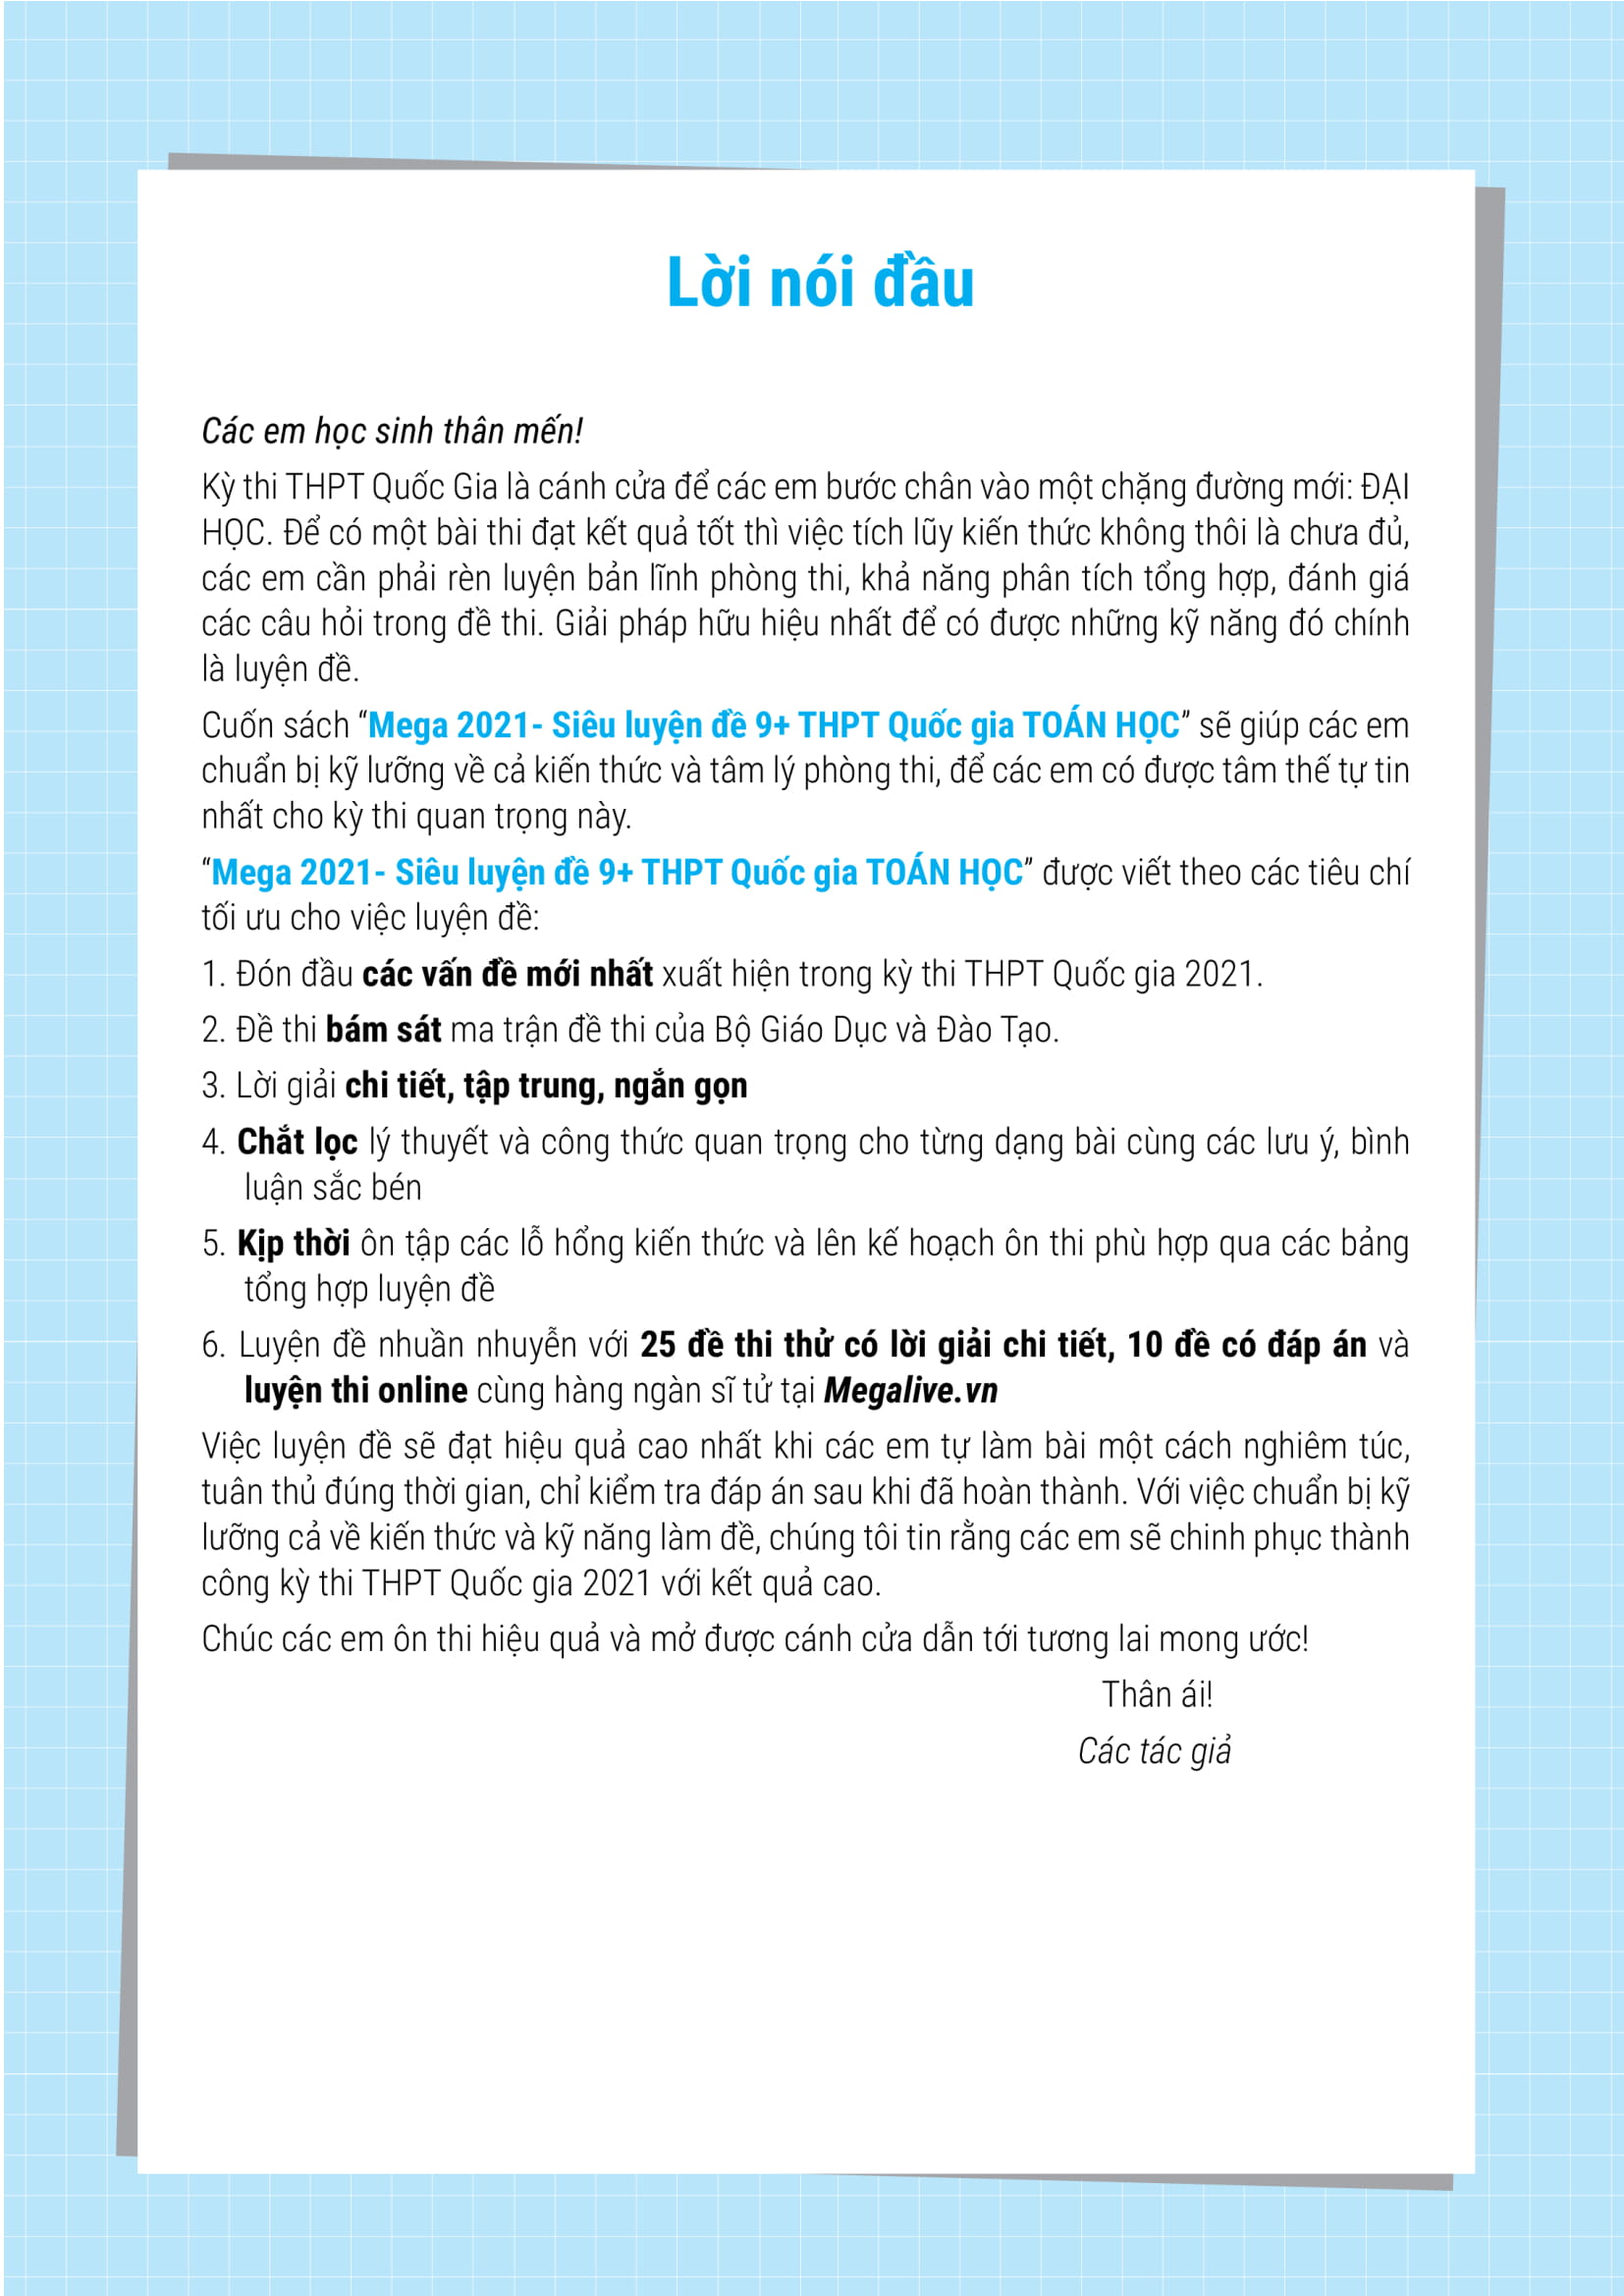 Lời nói đầu
Các em học sinh thân mến!
Kỳ thi THPT Quốc Gia là cánh cửa để các em bước chân vào một chặng đường mới: ĐẠI
HỌC. Để có một bài thi đạt kết quả tốt thì việc tích lũy kiến thức không thôi là chưa đủ,
các em cần phải rèn luyện bản lĩnh phòng thi, khả năng phân tích tổng hợp, đánh giá
các câu hỏi trong đề thi. Giải pháp hữu hiệu nhất để có được những kỹ năng đó chính
là luyện đề.
Cuốn sách “Mega 2021- Siêu luyện đề 9+ THPT Quốc gia TOÁN HỌC” sẽ giúp các em
chuẩn bị kỹ lưỡng về cả kiến thức và tâm lý phòng thi, để các em có được tâm thế tự tin
nhất cho kỳ thi quan trọng này.
“Mega 2021- Siêu luyện đề 9+ THPT Quốc gia TOÁN HỌC” được viết theo các tiêu chí
tối ưu cho việc luyện đề:
1. Đón đầu các vấn đề mới nhất xuất hiện trong kỳ thi THPT Quốc gia 2021.
2. Đề thi bám sát ma trận đề thi của Bộ Giáo Dục và Đào Tạo.
3. Lời giải chi tiết, tập trung, ngắn gọn
4. Chắt lọc lý thuyết và công thức quan trọng cho từng dạng bài cùng các lưu ý, bình
luận sắc bén
5. Kịp thời ôn tập các lỗ hổng kiến thức và lên kế hoạch ôn thi phù hợp qua các bảng
tổng hợp luyện đề
6. Luyện đề nhuần nhuyễn với 25 đề thi thử có lời giải chi tiết, 10 đề có đáp án và
luyện thi online cùng hàng ngàn sĩ tử tại Megalive.vn
Việc luyện đề sẽ đạt hiệu quả cao nhất khi các em tự làm bài một cách nghiêm túc,
tuân thủ đúng thời gian, chỉ kiểm tra đáp án sau khi đã hoàn thành. Với việc chuẩn bị kỹ
lưỡng cả về kiến thức và kỹ năng làm đề, chúng tôi tin rằng các em sẽ chinh phục thành
công kỳ thi THPT Quốc gia 2021 với kết quả cao.
Chúc các em ôn thi hiệu quả và mở được cánh cửa dẫn tới tương lai mong ước!
Thân ái!
Các tác giả